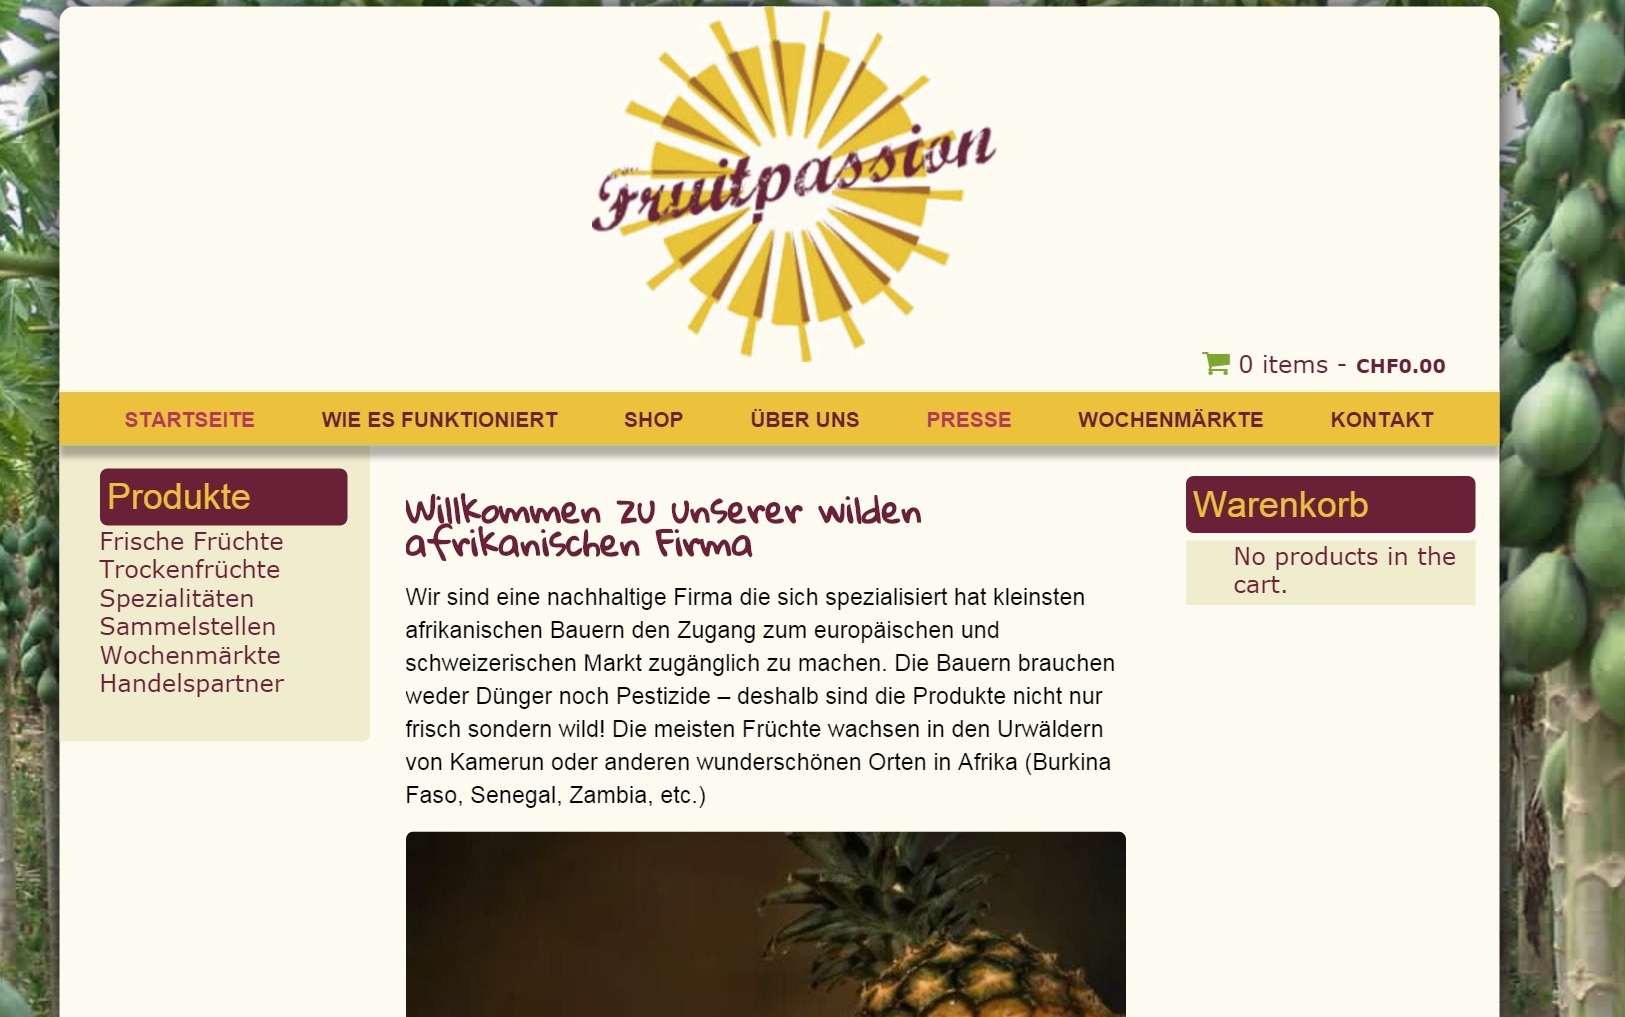 Fruitpassion
0 items - CHF0.00
STARTSEITE WIE ES FUNKTIONIERT SHOP ÜBER UNS PRESSE WOCHENMÄRKTE KONTAKT
Produkte
Frische Früchte
Trockenfrüchte
Spezialitäten
Sammelstellen
Wochenmärkte
Handelspartner
Willkommen zu unserer wilden
afrikanischen Firma
Wir sind eine nachhaltige Firma die sich spezialisiert hat kleinsten
afrikanischen Bauern den Zugang zum europäischen und
schweizerischen Markt zugänglich zu machen. Die Bauern brauchen
weder Dünger noch Pestizide – deshalb sind die Produkte nicht nur
frisch sondern wild! Die meisten Früchte wachsen in den Urwäldern
von Kamerun oder anderen wunderschönen Orten in Afrika (Burkina
Faso, Senegal, Zambia, etc.)
Warenkorb
No products in the
cart.